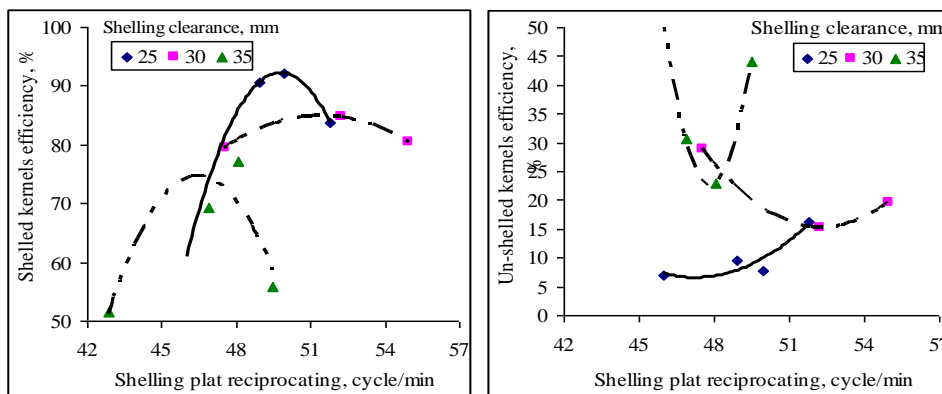 Shelling clearance, mm
25 30 35
Shelled kernels efficiency, %
100
90
80
70
60
50
42 45 48 51 54 57
Shelling plat reciprocating, cycle/min
Shelling clearance, mm
25 30 35
Un-shelled kernels efficiency,
%
50
45
40
35
30
25
20
15
10
5
0
42 45 48 51 54 57
Shelling plat reciprocating, cycle/min